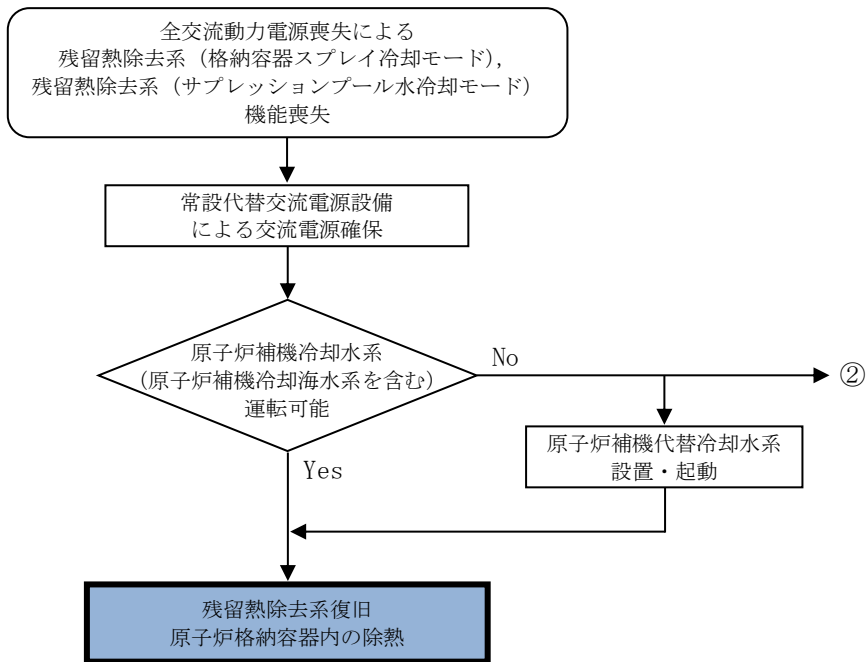 全交流動力電源喪失による
残留熱除去系（格納容器スプレイ冷却モード），
残留熱除去系（サプレッションプール水冷却モード）
機能喪失
常設代替交流電源設備
による交流電源確保
原子炉補機冷却水系
（原子炉補機冷却海水系を含む）
運転可能
No
②
原子炉補機代替冷却水系
設置・起動
Yes
残留熱除去系復旧
原子炉格納容器内の除熱